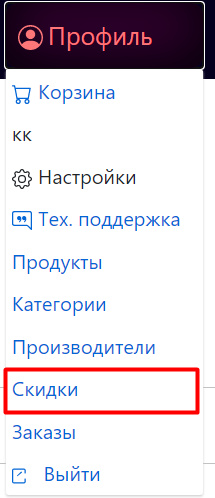 Профиль
Корзина
кк
Настройки
Тех. поддержка
Продукты
Категории
Производители
Скидки
Заказы
Выйти